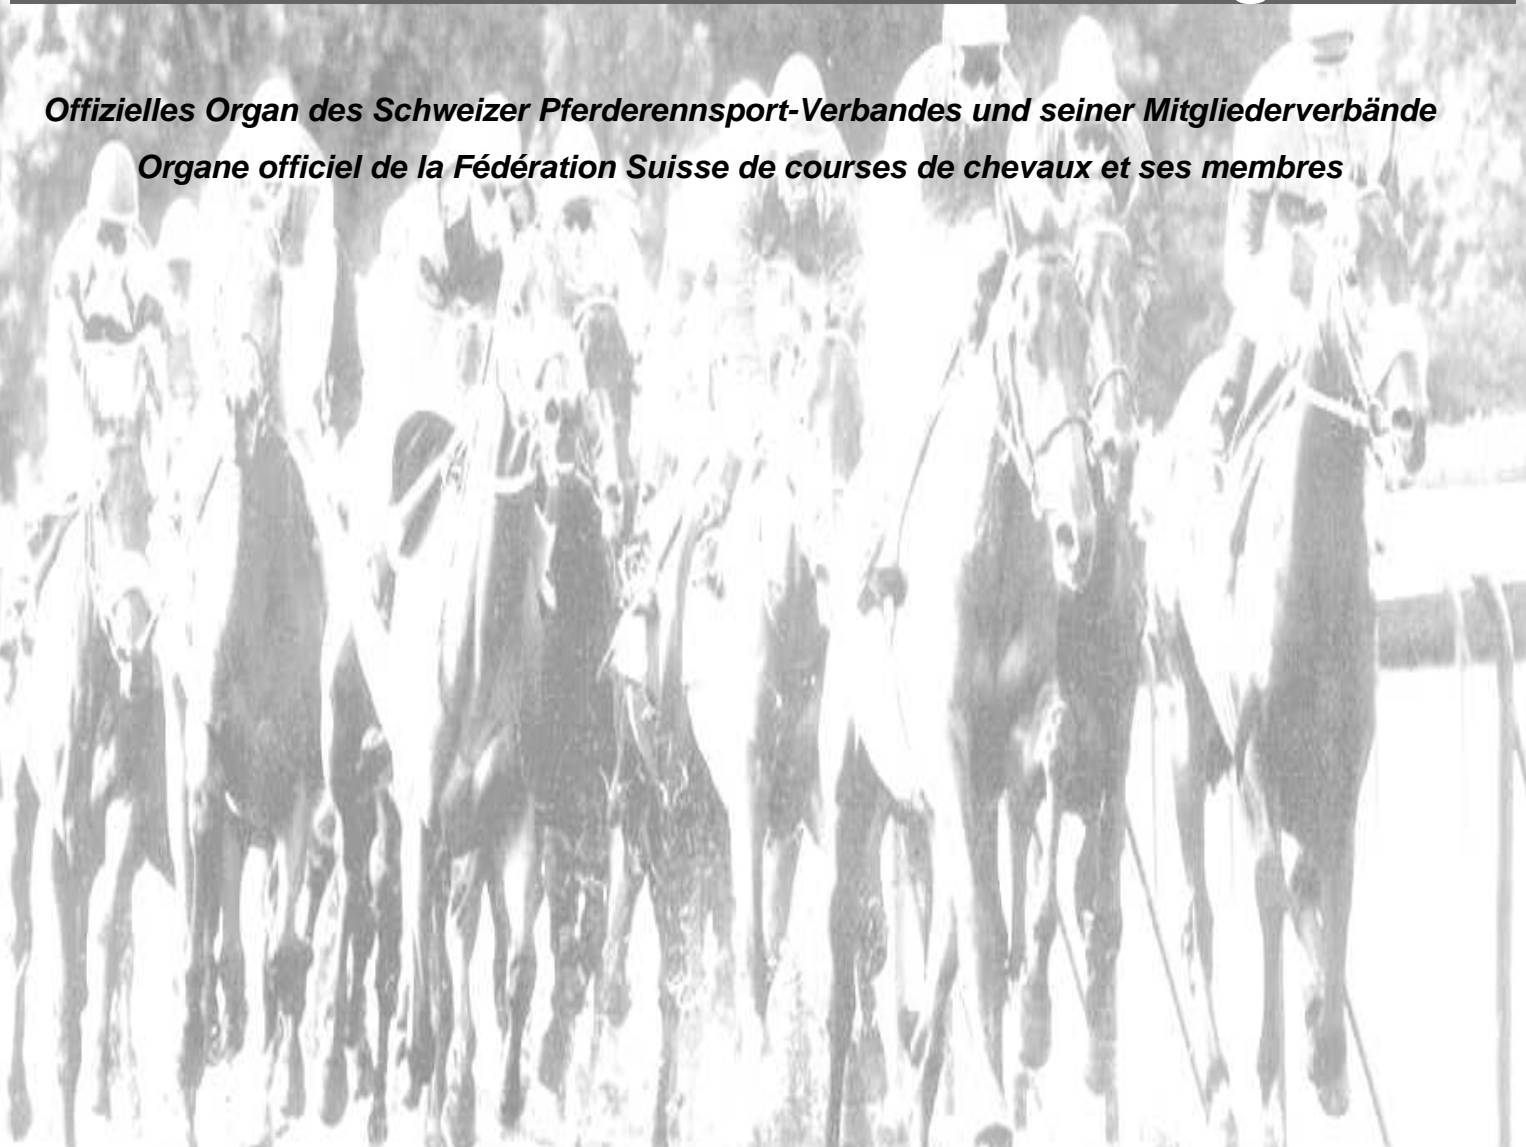 Offizielles Organ des Schweizer Pferderennsport-Verbandes und seiner Mitgliederverbände
Organe officiel de la Fédération Suisse de courses de chevaux et ses membres